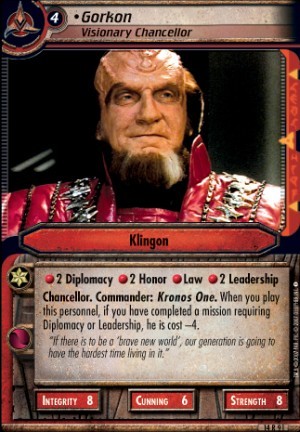 4 •Gorkon
Visionary Chancellor
Klingon
2 Diplomacy 2 Honor Law 2 Leadership
Chancellor. Commander: Kronos One. When you play
this personnel, if you have completed a mission requiring
Diplomacy or Leadership, he is cost -4.
"If there is to be a 'brave new world', our generation is going to
have the hardest time living in it."
INTEGRITY 8 CUNNING 6 STRENGTH 8
14 R 91